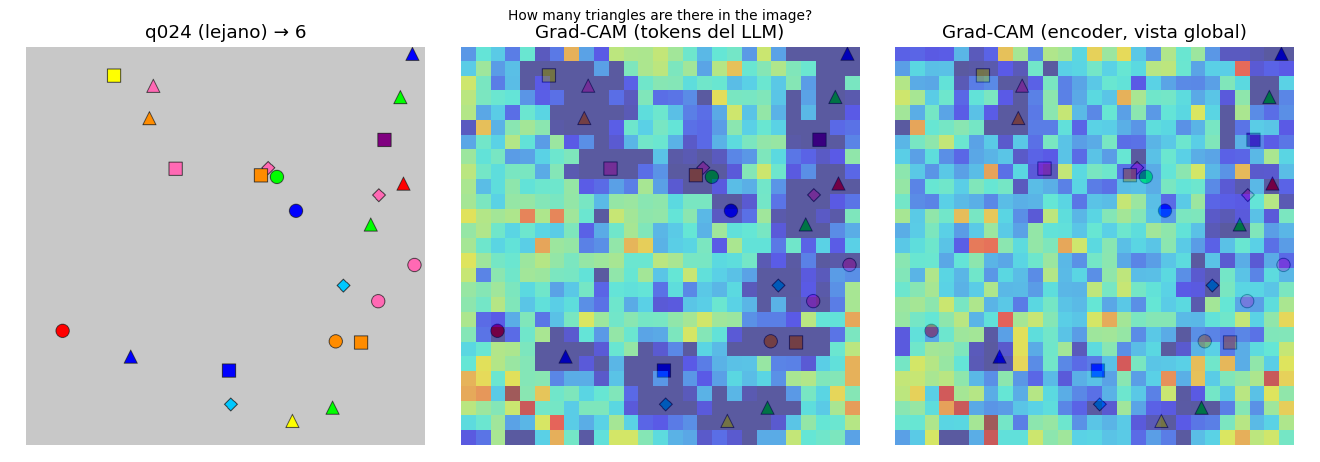 How many triangles are there in the image?
q024 (lejano) → 6
Grad-CAM (tokens del LLM)
Grad-CAM (encoder, vista global)